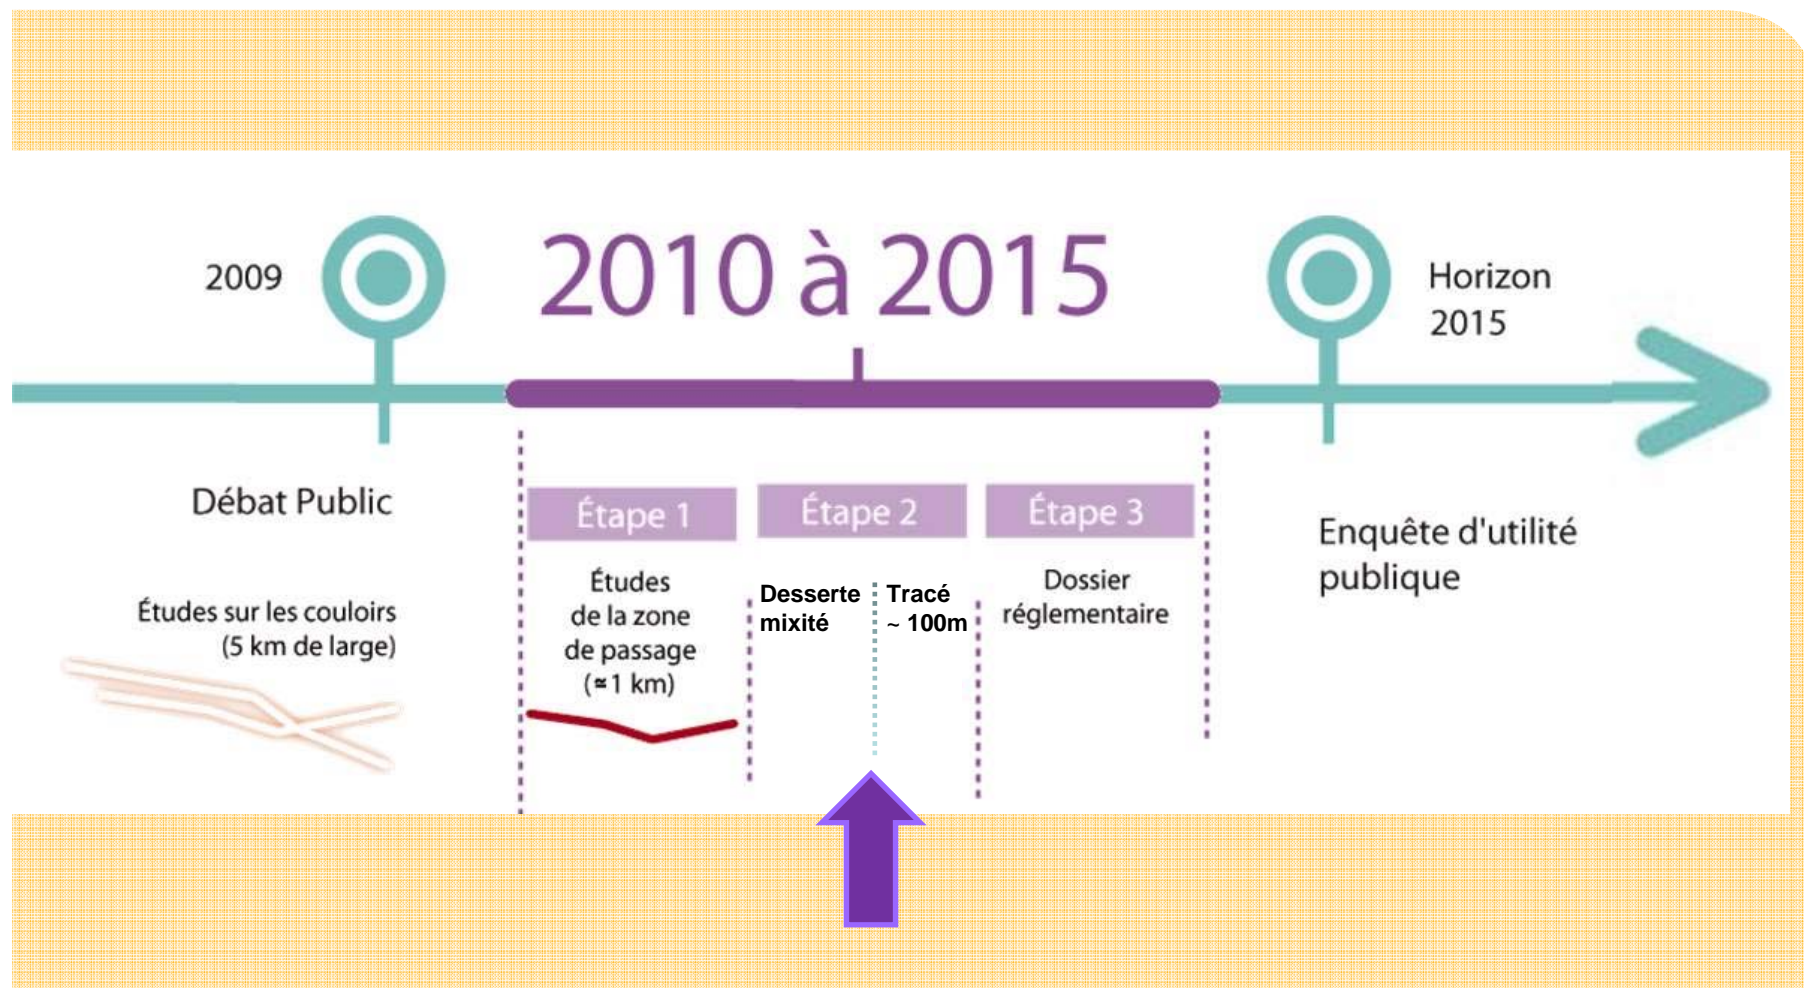 2009
2010 à 2015
Horizon
2015
Débat Public
Études sur les couloirs
(5 km de large)
Étape 1
Études
de la zone
de passage
(≃1 km)
Étape 2
Desserte
mixité
Tracé
~ 100m
Étape 3
Dossier
réglementaire
Enquête d'utilité
publique